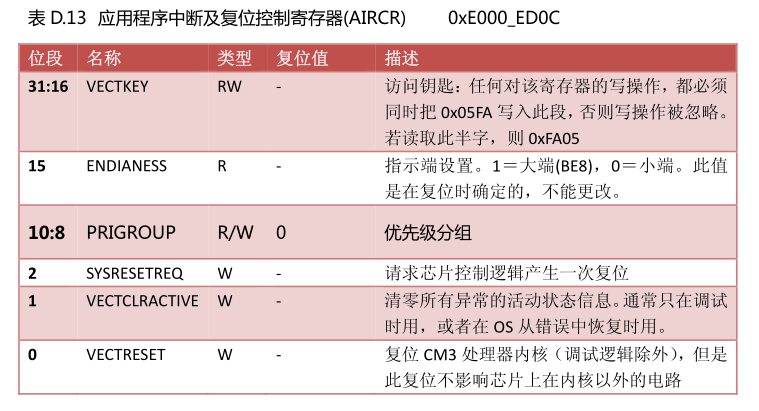 表 D.13 应用程序中断及复位控制寄存器(AIRCR) 0xE000_ED0C
位段 名称 类型 复位值 描述
31:16 VECTKEY RW - 访问钥匙：任何对该寄存器的写操作，都必须
同时把 0x05FA 写入此段，否则写操作被忽略。
若读取此半字，则 0xFA05
15 ENDIANESS R - 指示端设置。1＝大端(BE8)，0＝小端。此值
是在复位时确定的，不能更改。
10:8 PRIGROUP R/W 0 优先级分组
2 SYSRESETREQ W - 请求芯片控制逻辑产生一次复位
1 VECTCLRACTIVE W - 清零所有异常的活动状态信息。通常只在调试
时用，或者在 OS 从错误中恢复时用。
0 VECTRESET W - 复位 CM3 处理器内核（调试逻辑除外），但是
此复位不影响芯片上在内核以外的电路